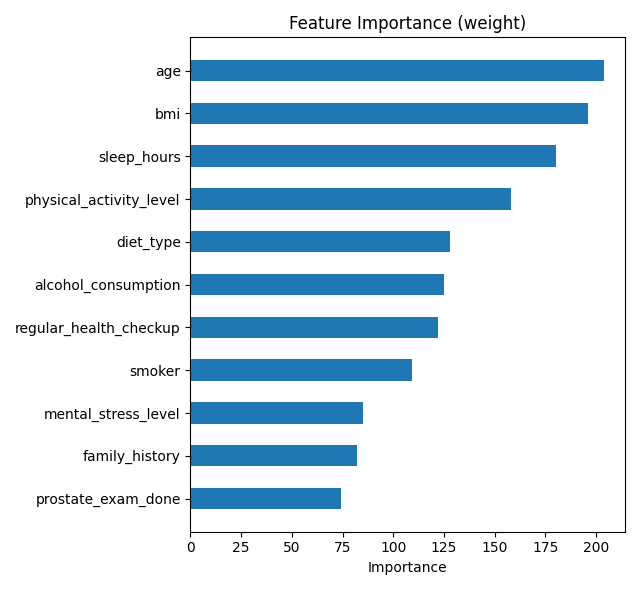 Feature Importance (weight)
age
bmi
sleep_hours
physical_activity_level
diet_type
alcohol_consumption
regular_health_checkup
smoker
mental_stress_level
family_history
prostate_exam_done
0 25 50 75 100 125 150 175 200
Importance